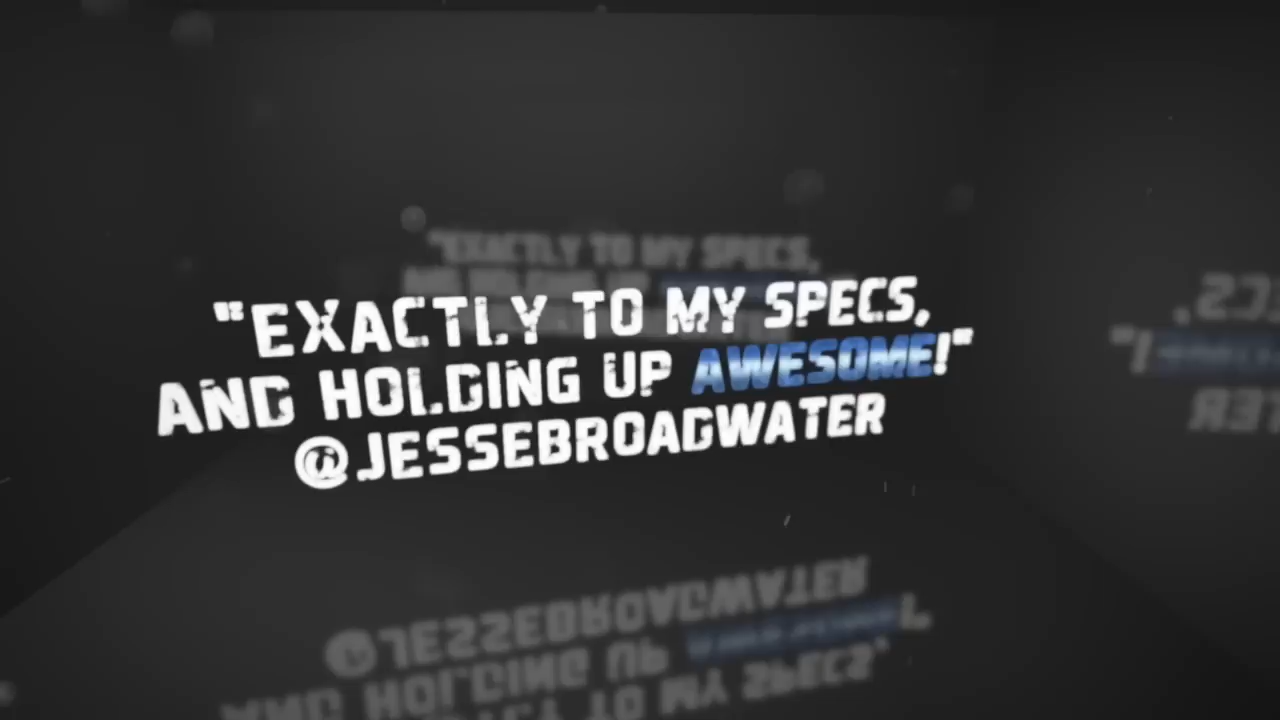 "EXACTLY TO MY SPECS,
AND HOLDING UP AWESOME!"
@JESSEBROADWATER